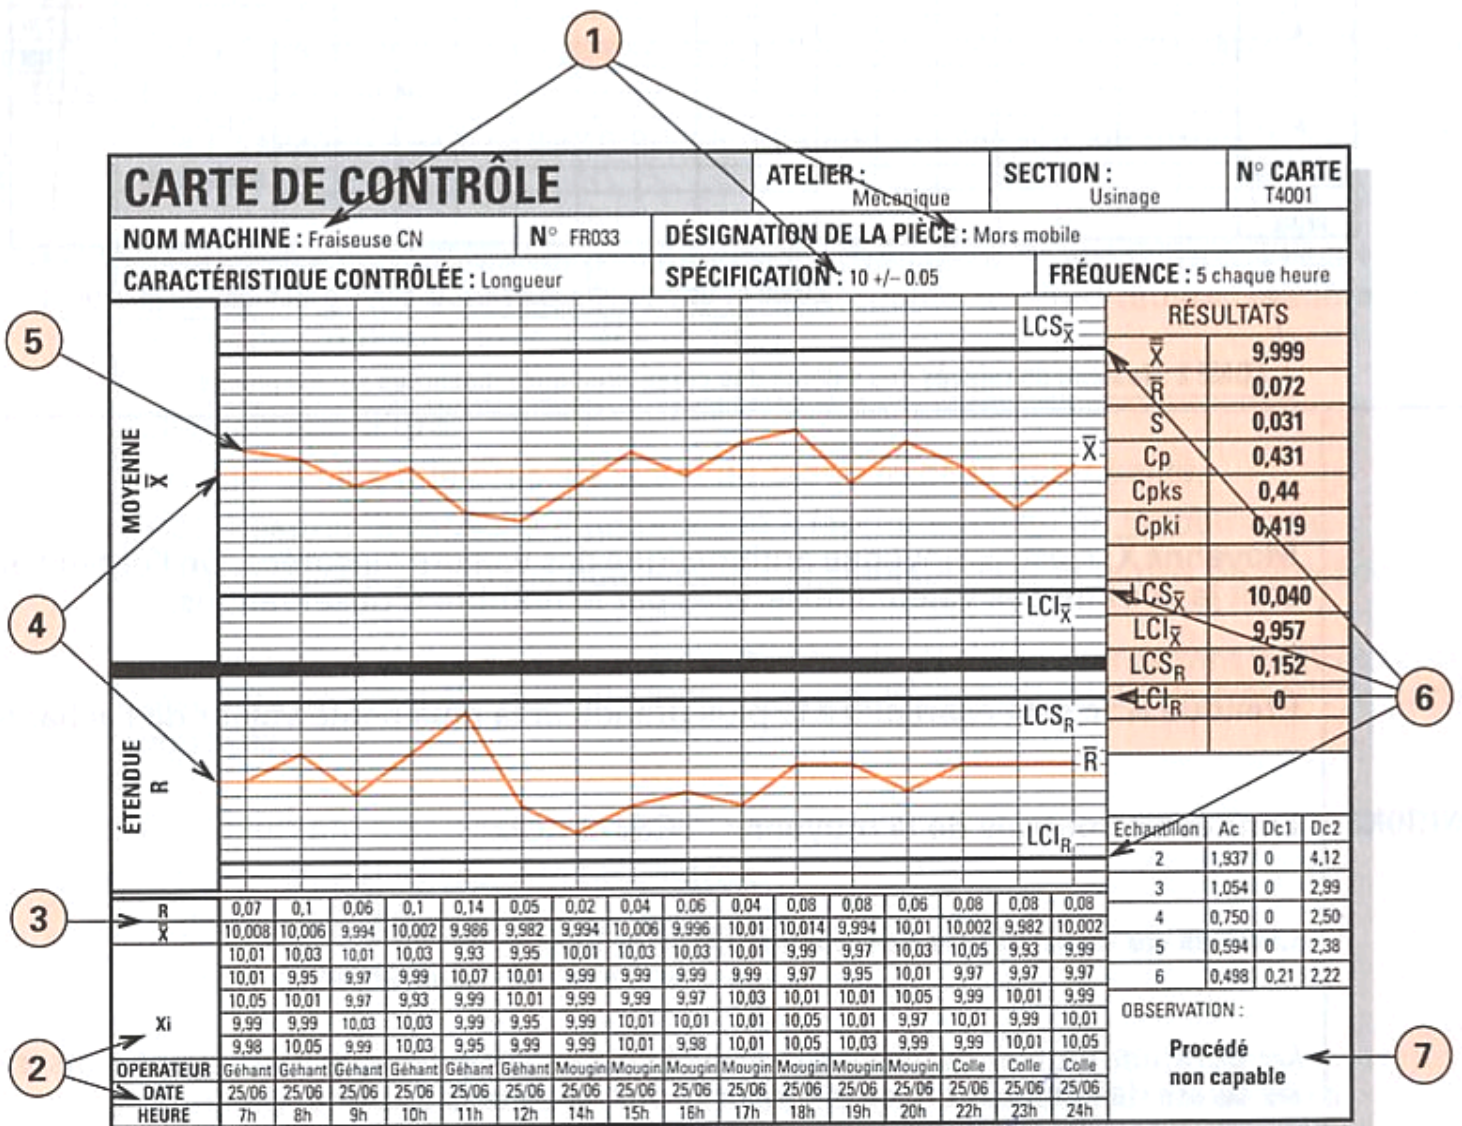 1
CARTE DE CONTRÔLE
ATELIER : Mécanique
SECTION : Usinage
N° CARTE T4001
NOM MACHINE : Fraiseuse CN
N° FR033
DÉSIGNATION DE LA PIÈCE : Mors mobile
CARACTÉRISTIQUE CONTRÔLÉE : Longueur
SPÉCIFICATION : 10 +/– 0.05
FRÉQUENCE : 5 chaque heure
5
MOYENNE X̅
LCS X̅
X̅
LCI X̅
4
ÉTENDUE R
LCS R
R̅
LCI R
RÉSULTATS
X̿ 9,999
R̅ 0,072
S 0,031
Cp 0,431
Cpks 0,44
Cpki 0,419
LCS X̅ 10,040
LCI X̅ 9,957
LCS R 0,152
LCI R 0
6
Echantillon Ac Dc1 Dc2
2 1,937 0 4,12
3 1,054 0 2,99
4 0,750 0 2,50
5 0,594 0 2,38
6 0,498 0,21 2,22
3
R 0,07 0,1 0,06 0,1 0,14 0,05 0,02 0,04 0,06 0,04 0,08 0,08 0,06 0,08 0,08 0,08
X̅ 10,008 10,006 9,994 10,002 9,986 9,982 9,994 10,006 9,996 10,01 10,014 9,994 10,01 10,002 9,982 10,002
Xi
10,01 10,03 10,01 10,03 9,93 9,95 10,01 10,03 10,03 10,01 9,99 9,97 10,03 10,05 9,93 9,99
10,01 9,95 9,97 9,99 10,07 10,01 9,99 9,99 9,99 9,99 9,97 9,95 10,01 9,97 9,97 9,97
10,05 10,01 9,97 9,93 9,99 10,01 9,99 9,99 9,97 10,03 10,01 10,01 10,05 9,99 10,01 9,99
9,99 9,99 10,03 10,03 9,99 9,95 9,99 10,01 10,01 10,01 10,05 10,01 9,97 10,01 9,99 10,01
9,98 10,05 9,99 10,03 9,95 9,99 9,99 10,01 9,98 10,01 10,05 10,03 9,99 9,99 10,01 10,05
2
OPERATEUR Géhant Géhant Géhant Géhant Géhant Géhant Mougin Mougin Mougin Mougin Mougin Mougin Mougin Colle Colle Colle
DATE 25/06 25/06 25/06 25/06 25/06 25/06 25/06 25/06 25/06 25/06 25/06 25/06 25/06 25/06 25/06 25/06
HEURE 7h 8h 9h 10h 11h 12h 14h 15h 16h 17h 18h 19h 20h 22h 23h 24h
OBSERVATION :
Procédé
non capable
7